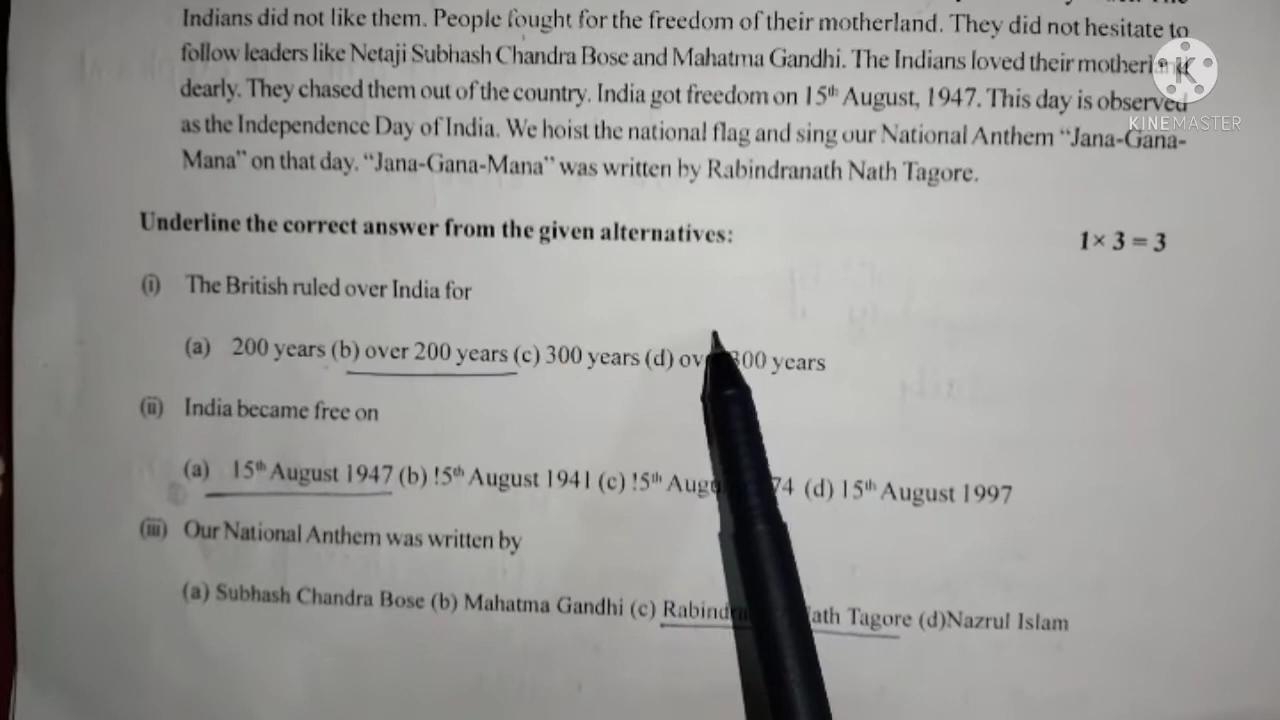 Indians did not like them. People fought for the freedom of their motherland. They did not hesitate to
follow leaders like Netaji Subhash Chandra Bose and Mahatma Gandhi. The Indians loved their motherland
dearly. They chased them out of the country. India got freedom on 15th August, 1947. This day is observed
as the Independence Day of India. We hoist the national flag and sing our National Anthem “Jana-Gana-
Mana” on that day. “Jana-Gana-Mana” was written by Rabindranath Nath Tagore.
Underline the correct answer from the given alternatives: 1× 3 = 3
(i) The British ruled over India for
(a) 200 years (b) over 200 years (c) 300 years (d) over 300 years
(ii) India became free on
(a) 15th August 1947 (b) !5th August 1941 (c) !5th 74 (d) 15th August 1997
(iii) Our National Anthem was written by
(a) Subhash Chandra Bose (b) Mahatma Gandhi (c) Tagore (d)Nazrul Islam
KINEMASTER